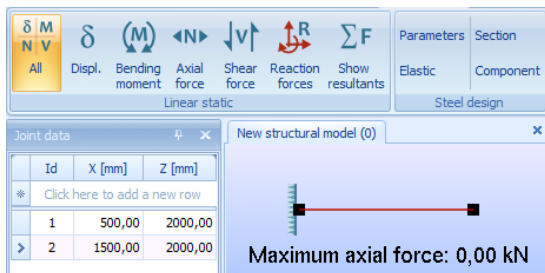 δ M
N V
All
δ
Displ.
(M)
Bending
moment
◂N▸
Axial
force
↓V↑
Shear
force
R
Reaction
forces
∑F
Show
resultants
Linear static
Parameters Section
Elastic Component
Steel design
Joint data
New structural model (0)
Id X [mm] Z [mm]
Click here to add a new row
1 500,00 2000,00
2 1500,00 2000,00
Maximum axial force: 0,00 kN